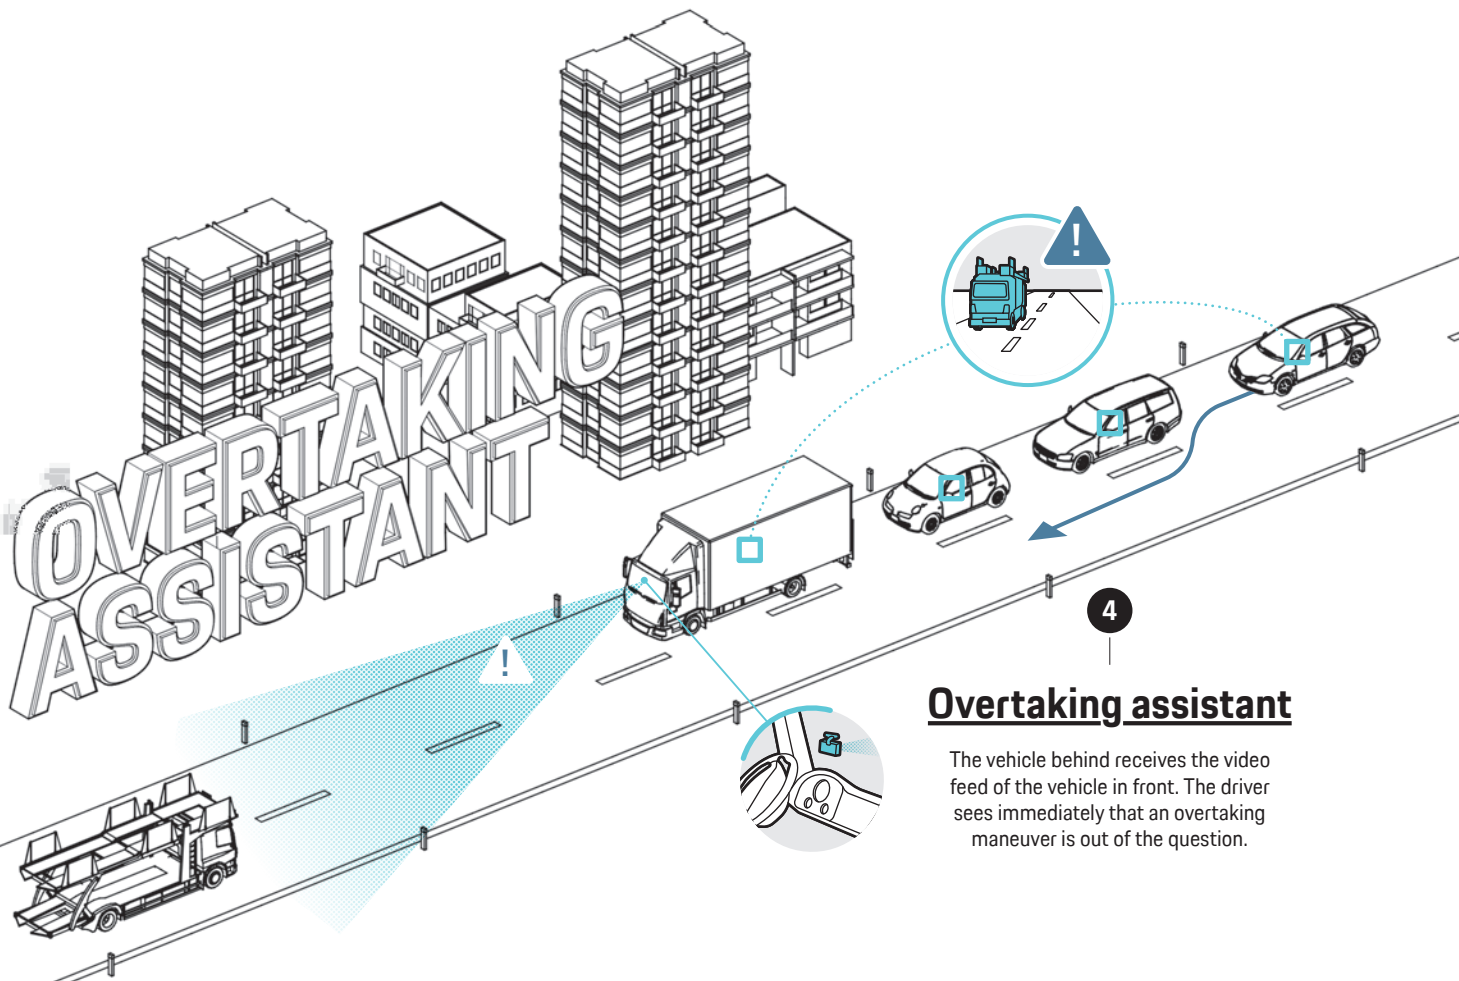 OVERTAKING
ASSISTANT
!
!
4
Overtaking assistant
The vehicle behind receives the video
feed of the vehicle in front. The driver
sees immediately that an overtaking
maneuver is out of the question.